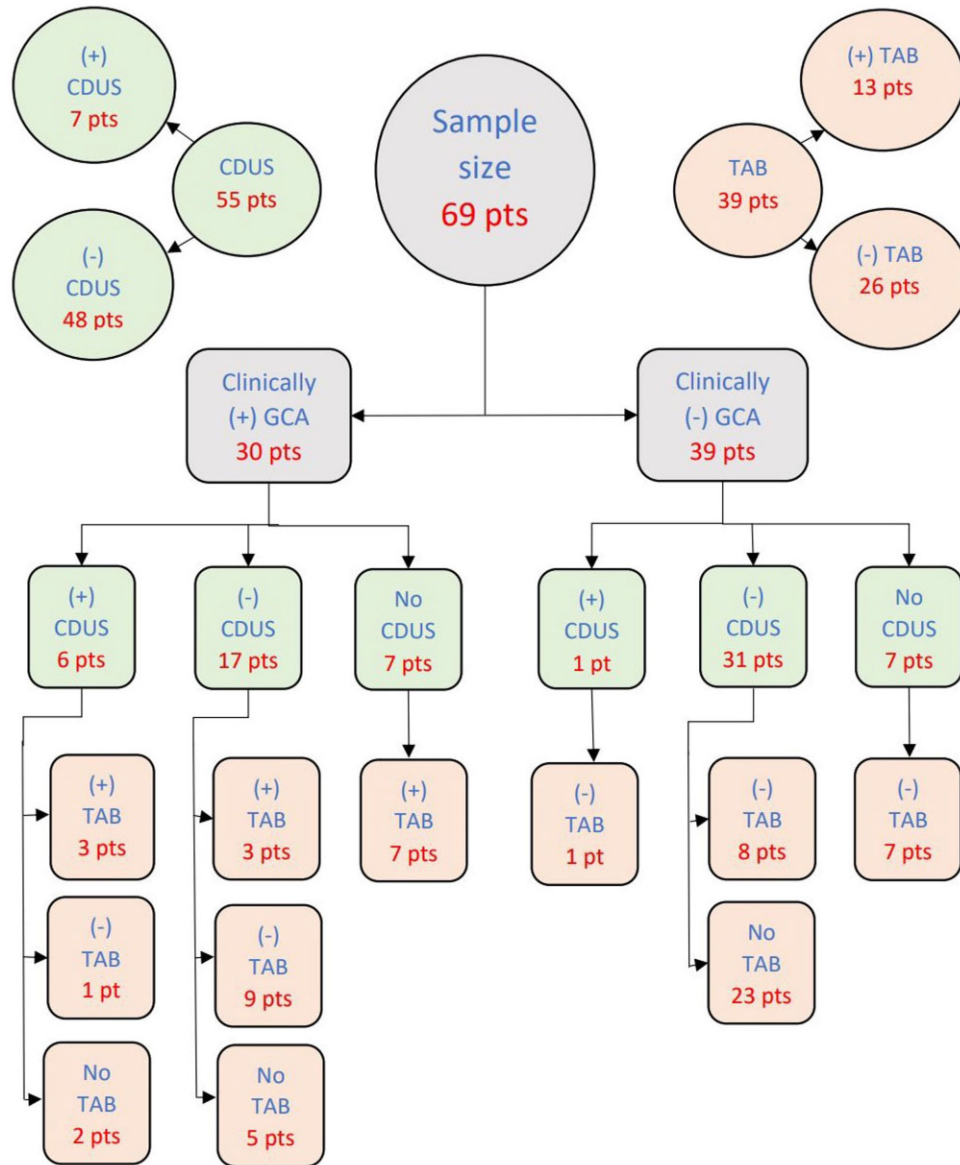 (+)
CDUS
7 pts
CDUS
55 pts
(-)
CDUS
48 pts
Sample
size
69 pts
(+) TAB
13 pts
TAB
39 pts
(-) TAB
26 pts
Clinically
(+) GCA
30 pts
Clinically
(-) GCA
39 pts
(+)
CDUS
6 pts
(-)
CDUS
17 pts
No
CDUS
7 pts
(+)
CDUS
1 pt
(-)
CDUS
31 pts
No
CDUS
7 pts
(+)
TAB
3 pts
(+)
TAB
3 pts
(+)
TAB
7 pts
(-)
TAB
1 pt
(-)
TAB
8 pts
(-)
TAB
7 pts
(-)
TAB
1 pt
(-)
TAB
9 pts
No
TAB
23 pts
No
TAB
2 pts
No
TAB
5 pts